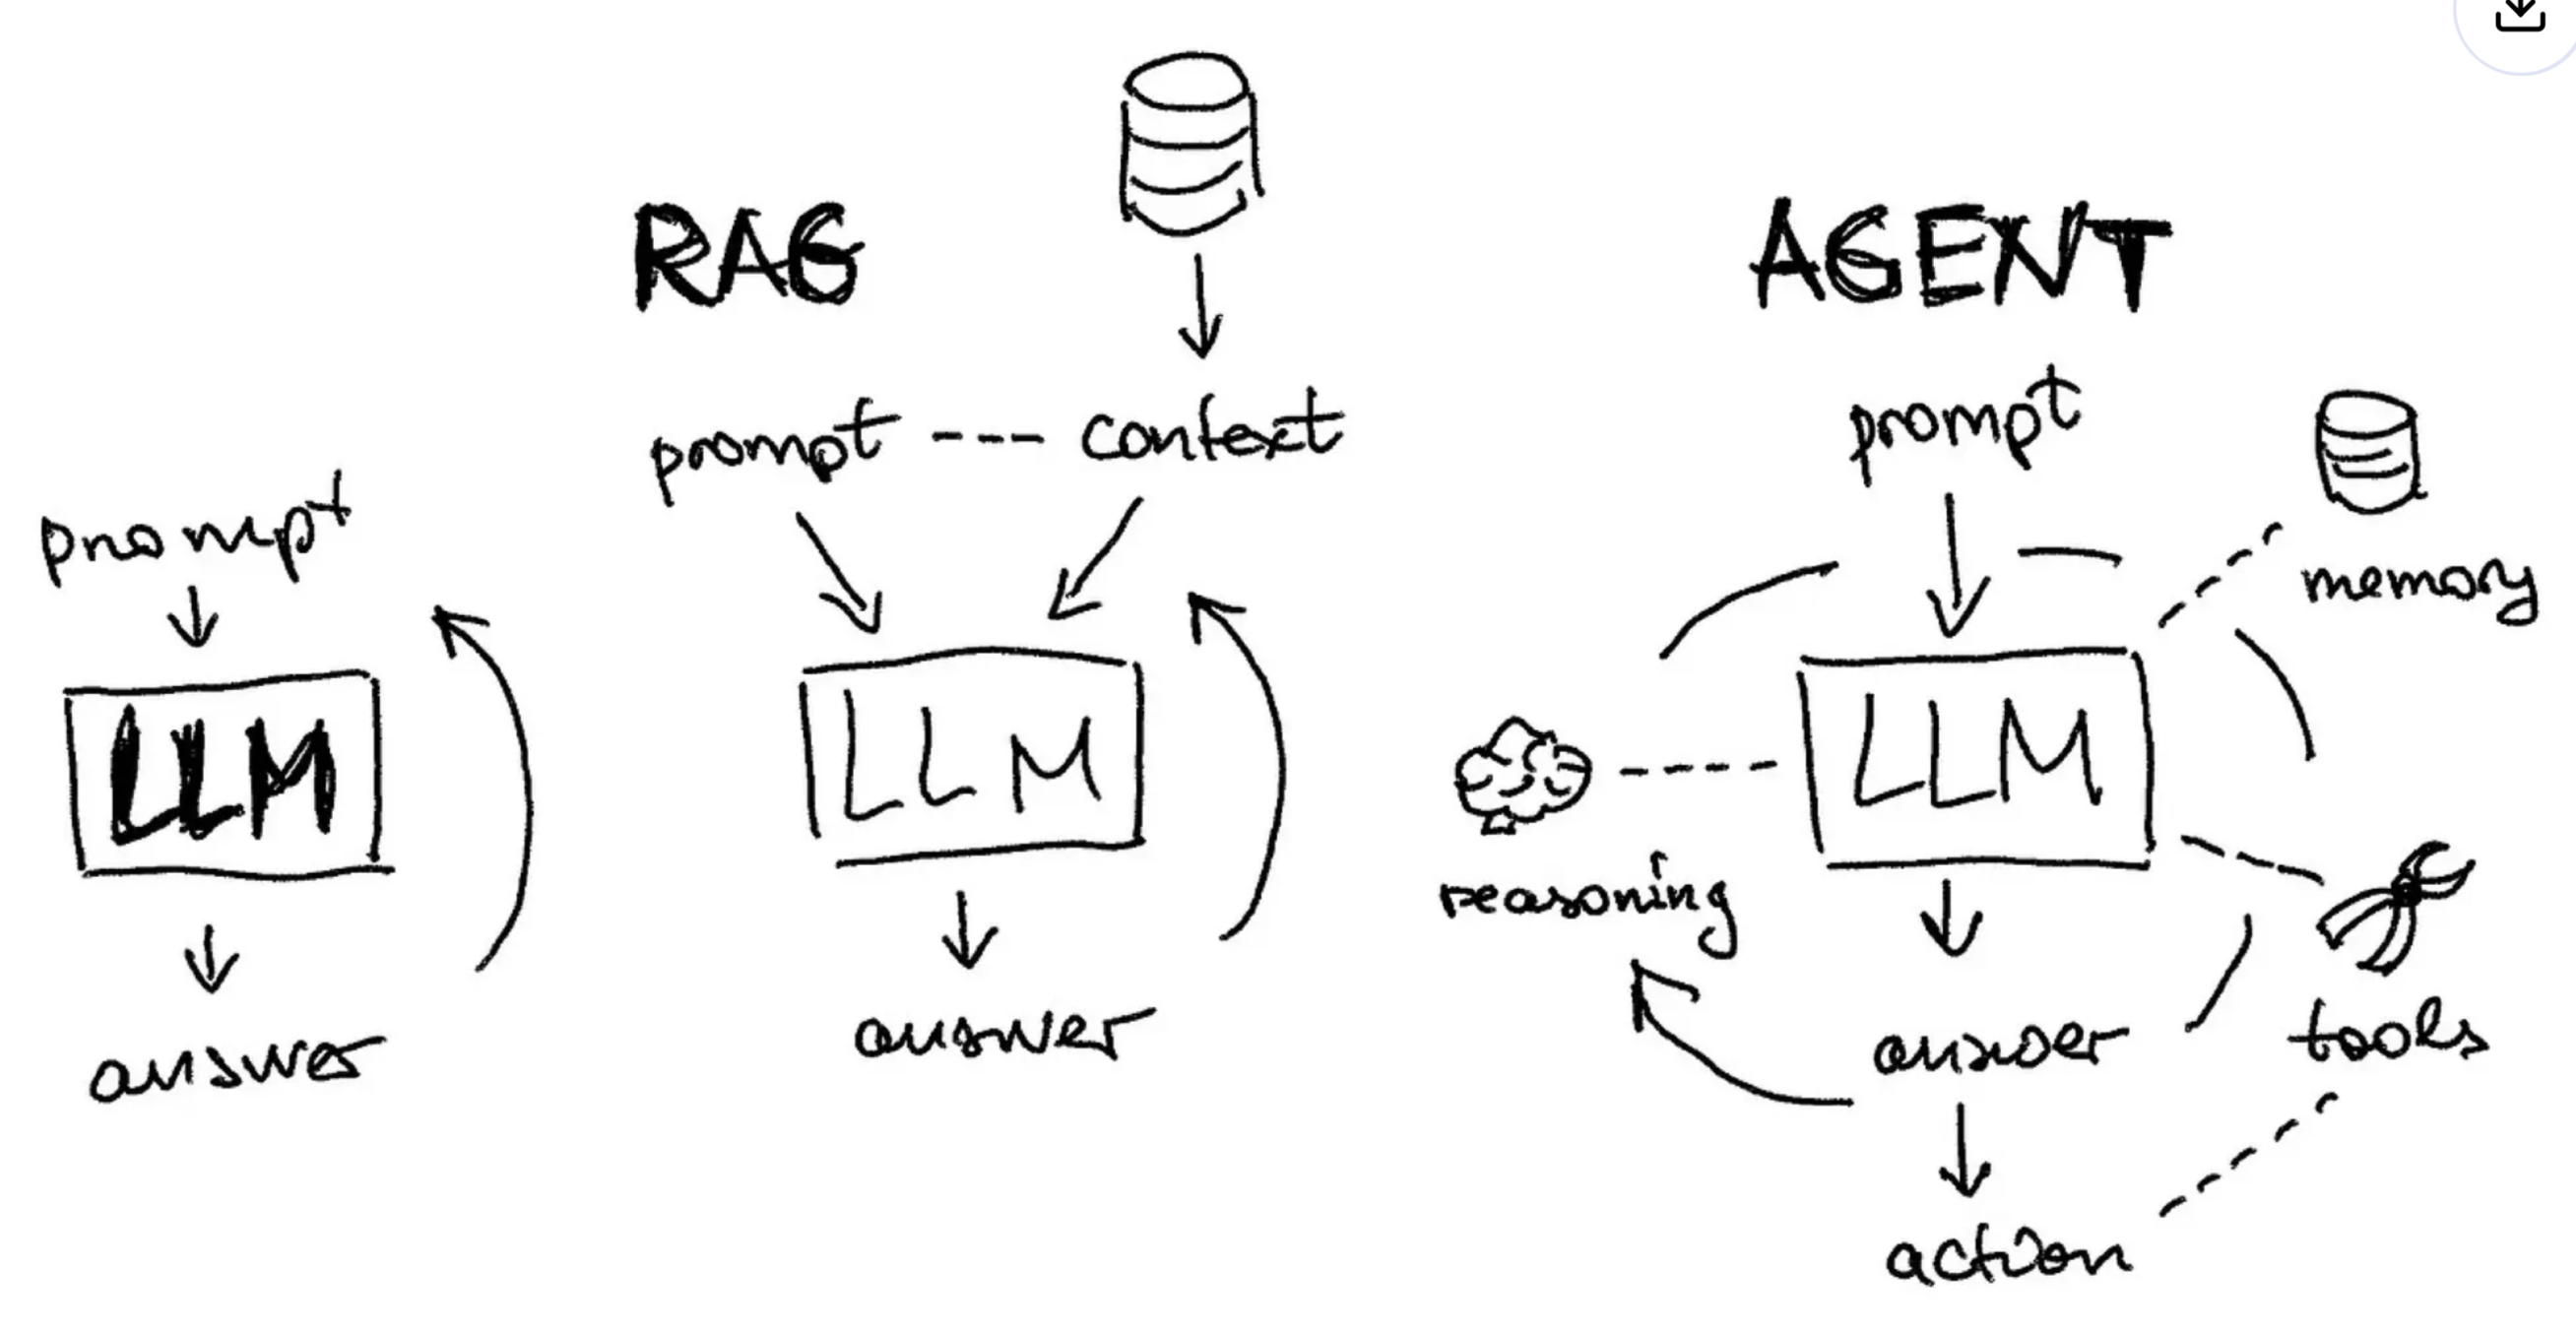 prompt
LLM
answer
RAG
prompt --- context
LLM
answer
AGENT
prompt
memory
LLM
reasoning
tools
answer
action